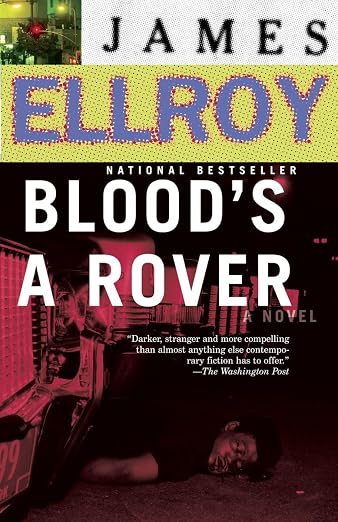 JAMES
ELLROY
NATIONAL BESTSELLER
BLOOD'S
A ROVER
A NOVEL
“Darker, stranger and more compelling
than almost anything else contempo-
rary fiction has to offer.”
—The Washington Post